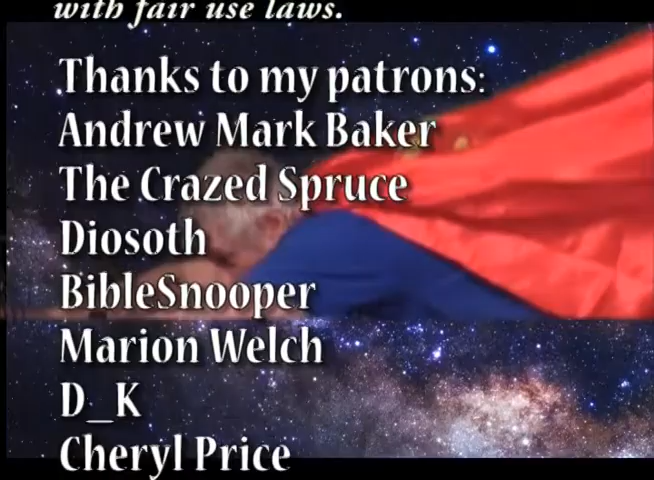 with fair use laws.
Thanks to my patrons:
Andrew Mark Baker
The Crazed Spruce
Diosoth
BibleSnooper
Marion Welch
D_K
Cheryl Price